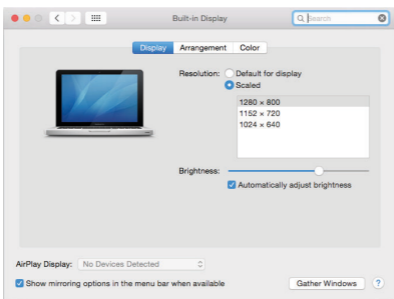 Built-in Display
Search
Display Arrangement Color
Resolution: Default for display
Scaled
1280 × 800
1152 × 720
1024 × 640
Brightness:
Automatically adjust brightness
AirPlay Display: No Devices Detected
Show mirroring options in the menu bar when available
Gather Windows ?